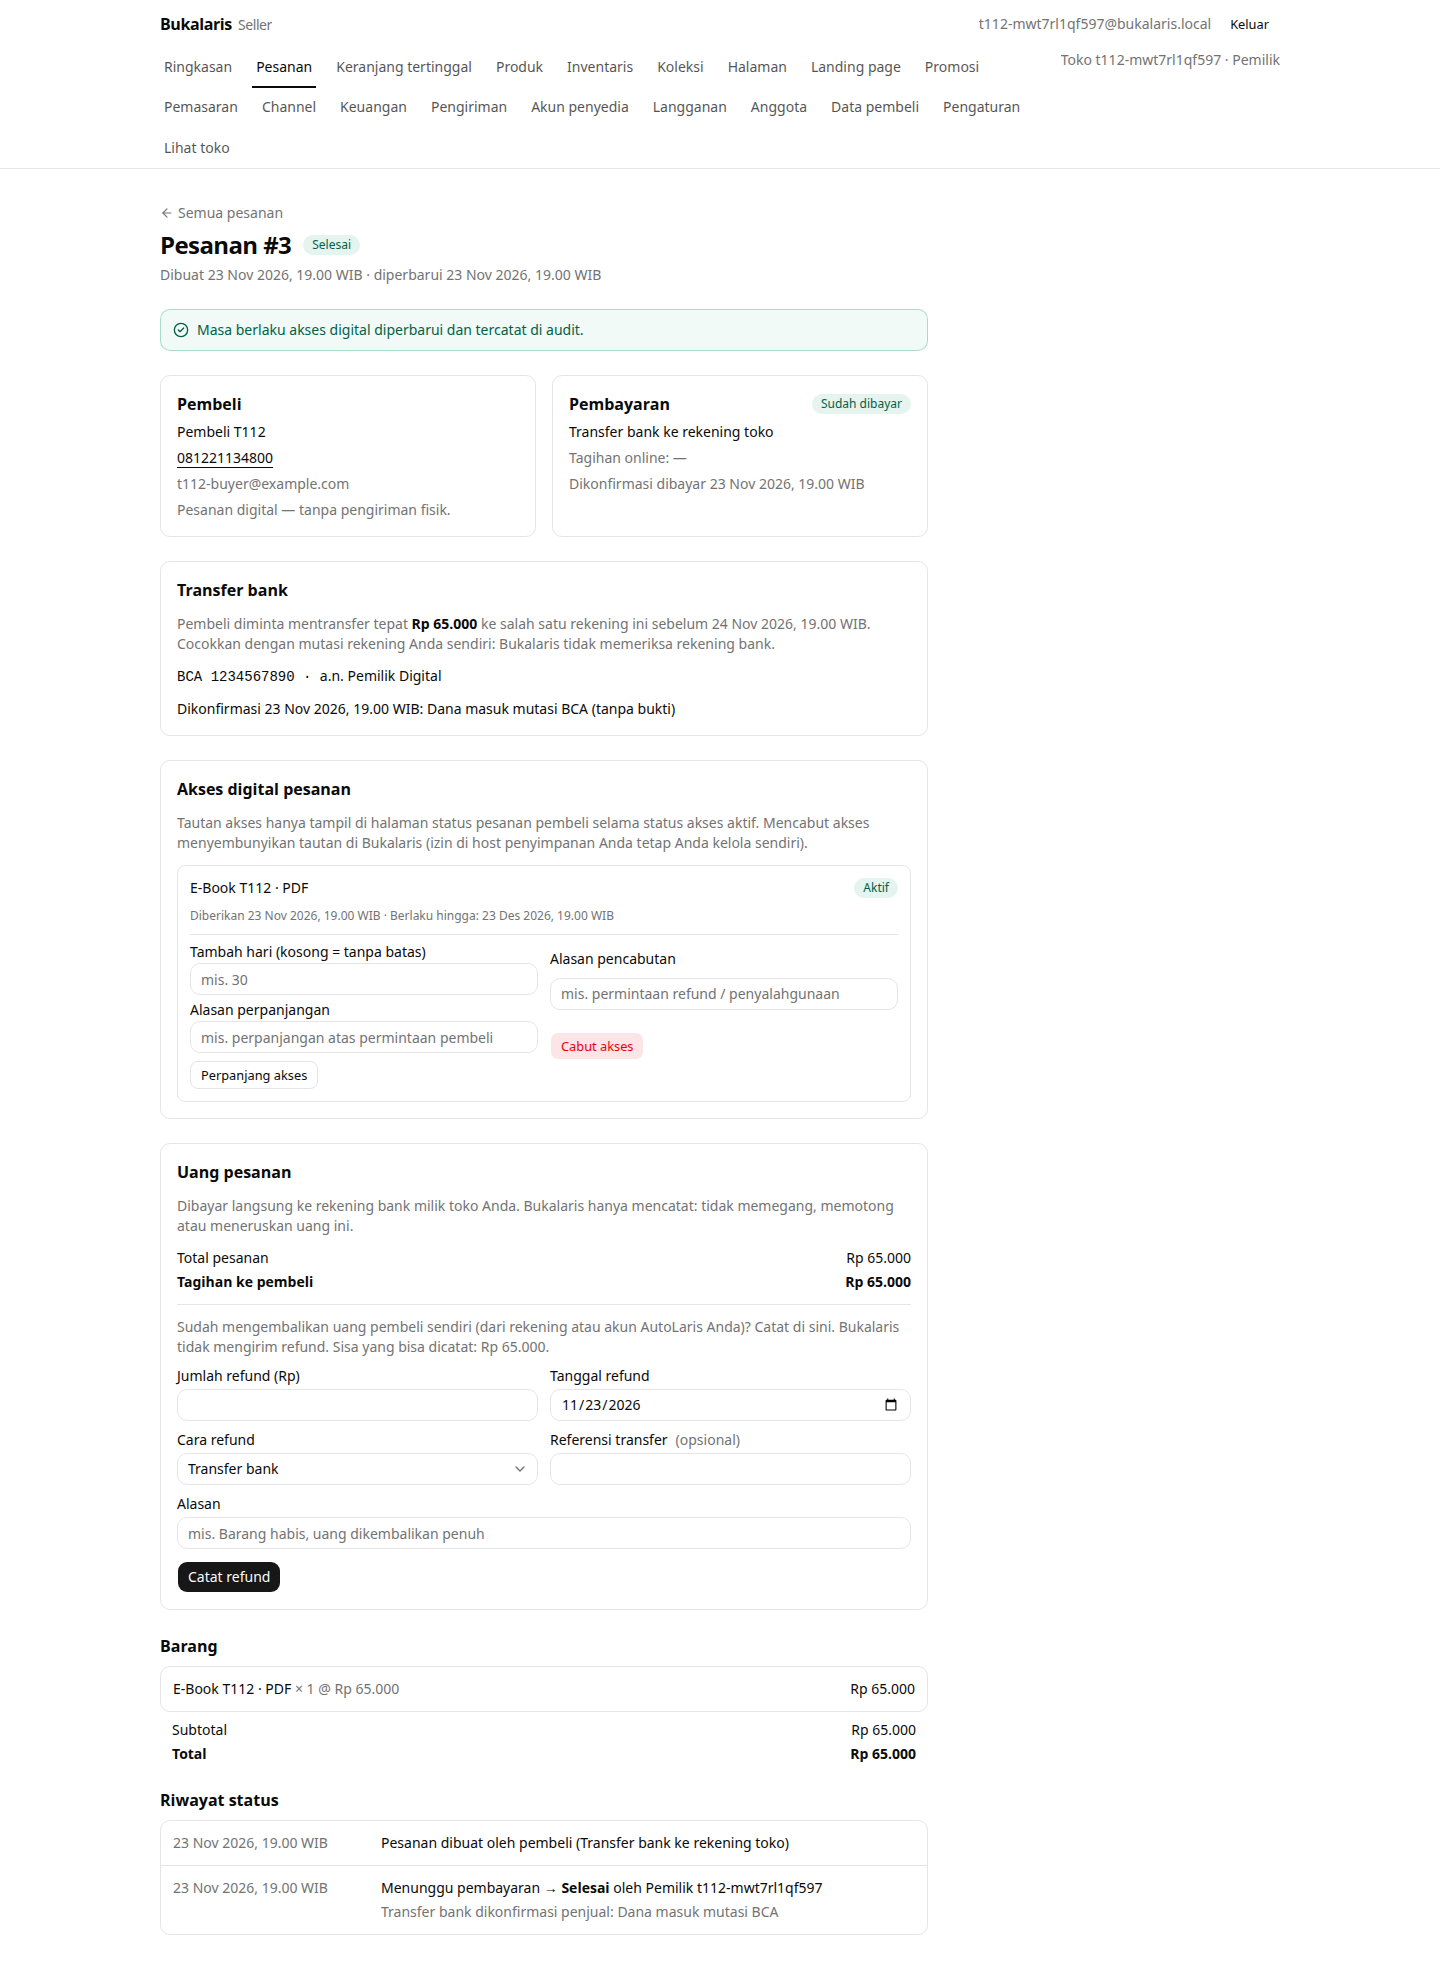 Bukalaris Seller
t112-mwt7rl1qf597@bukalaris.local Keluar
Ringkasan Pesanan Keranjang tertinggal Produk Inventaris Koleksi Halaman Landing page Promosi
Toko t112-mwt7rl1qf597 · Pemilik
Pemasaran Channel Keuangan Pengiriman Akun penyedia Langganan Anggota Data pembeli Pengaturan
Lihat toko
← Semua pesanan
Pesanan #3 Selesai
Dibuat 23 Nov 2026, 19.00 WIB · diperbarui 23 Nov 2026, 19.00 WIB
Masa berlaku akses digital diperbarui dan tercatat di audit.
Pembeli
Pembeli T112
081221134800
t112-buyer@example.com
Pesanan digital — tanpa pengiriman fisik.
Pembayaran Sudah dibayar
Transfer bank ke rekening toko
Tagihan online: —
Dikonfirmasi dibayar 23 Nov 2026, 19.00 WIB
Transfer bank
Pembeli diminta mentransfer tepat Rp 65.000 ke salah satu rekening ini sebelum 24 Nov 2026, 19.00 WIB.
Cocokkan dengan mutasi rekening Anda sendiri: Bukalaris tidak memeriksa rekening bank.
BCA 1234567890 · a.n. Pemilik Digital
Dikonfirmasi 23 Nov 2026, 19.00 WIB: Dana masuk mutasi BCA (tanpa bukti)
Akses digital pesanan
Tautan akses hanya tampil di halaman status pesanan pembeli selama status akses aktif. Mencabut akses
menyembunyikan tautan di Bukalaris (izin di host penyimpanan Anda tetap Anda kelola sendiri).
E-Book T112 · PDF Aktif
Diberikan 23 Nov 2026, 19.00 WIB · Berlaku hingga: 23 Des 2026, 19.00 WIB
Tambah hari (kosong = tanpa batas)
mis. 30
Alasan perpanjangan
mis. perpanjangan atas permintaan pembeli
Perpanjang akses
Alasan pencabutan
mis. permintaan refund / penyalahgunaan
Cabut akses
Uang pesanan
Dibayar langsung ke rekening bank milik toko Anda. Bukalaris hanya mencatat: tidak memegang, memotong
atau meneruskan uang ini.
Total pesanan Rp 65.000
Tagihan ke pembeli Rp 65.000
Sudah mengembalikan uang pembeli sendiri (dari rekening atau akun AutoLaris Anda)? Catat di sini. Bukalaris
tidak mengirim refund. Sisa yang bisa dicatat: Rp 65.000.
Jumlah refund (Rp) Tanggal refund
11/23/2026
Cara refund Referensi transfer (opsional)
Transfer bank
Alasan
mis. Barang habis, uang dikembalikan penuh
Catat refund
Barang
E-Book T112 · PDF × 1 @ Rp 65.000 Rp 65.000
Subtotal Rp 65.000
Total Rp 65.000
Riwayat status
23 Nov 2026, 19.00 WIB Pesanan dibuat oleh pembeli (Transfer bank ke rekening toko)
23 Nov 2026, 19.00 WIB Menunggu pembayaran → Selesai oleh Pemilik t112-mwt7rl1qf597
Transfer bank dikonfirmasi penjual: Dana masuk mutasi BCA